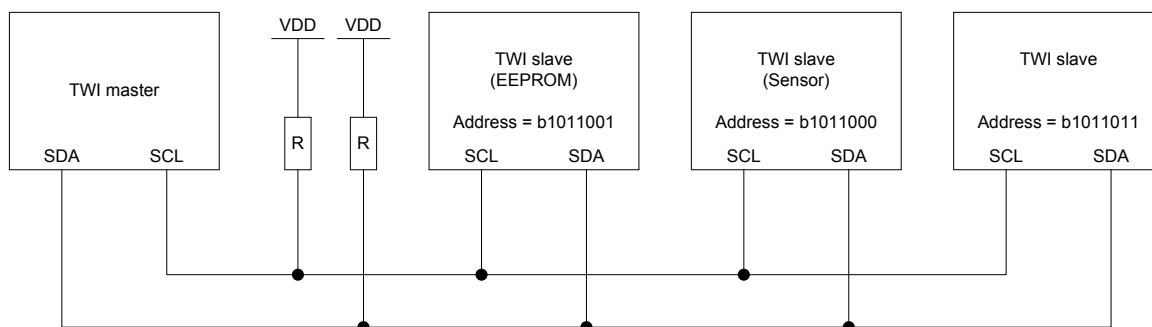 TWI master
SDA SCL
VDD VDD
R R
TWI slave
(EEPROM)
Address = b1011001
SCL SDA
TWI slave
(Sensor)
Address = b1011000
SCL SDA
TWI slave
Address = b1011011
SCL SDA